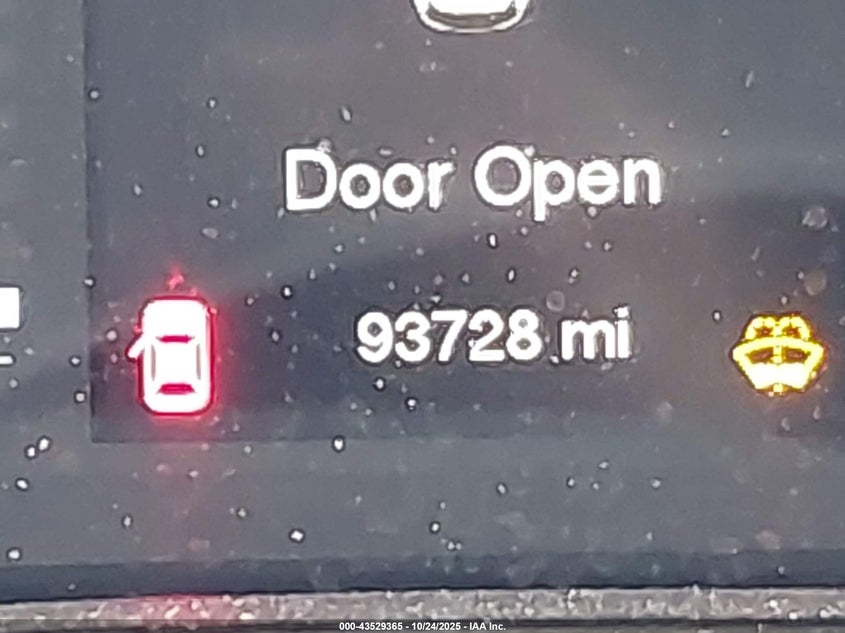 Door Open
93728 mi
000-43529365 - 10/24/2025 - IAA Inc.